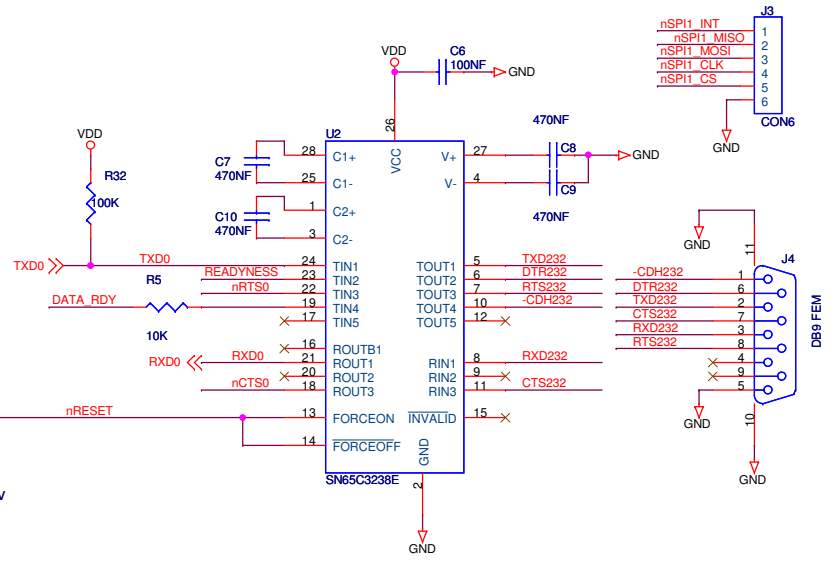 J3
nSPI1_INT
1
nSPI1_MISO
2
nSPI1_MOSI
3
nSPI1_CLK
4
nSPI1_CS
5
6
CON6
GND
VDD
C6
100NF
GND
26
VDD
R32
100K
U2
VCC
C7
470NF
28
C1+
25
C1-
C10
470NF
1
C2+
3
C2-
470NF
27
V+
C8
GND
4
V-
C9
470NF
TXD0
TXD0
24
TIN1
READYNESS
23
TIN2
nRTS0
22
TIN3
R5
DATA_RDY
19
TIN4
10K
17
TIN5
16
ROUTB1
RXD0
RXD0
21
ROUT1
20
ROUT2
nCTS0
18
ROUT3
nRESET
13
FORCEON
14
FORCEOFF
TOUT1
5
TXD232
TOUT2
6
DTR232
TOUT3
7
RTS232
TOUT4
10
-CDH232
TOUT5
12
RIN1
8
RXD232
RIN2
9
RIN3
11
CTS232
INVALID
15
GND
SN65C3238E
2
GND
GND
11
J4
-CDH232
1
DTR232
6
TXD232
2
CTS232
7
RXD232
3
RTS232
8
4
9
5
DB9 FEM
GND
10
GND
V